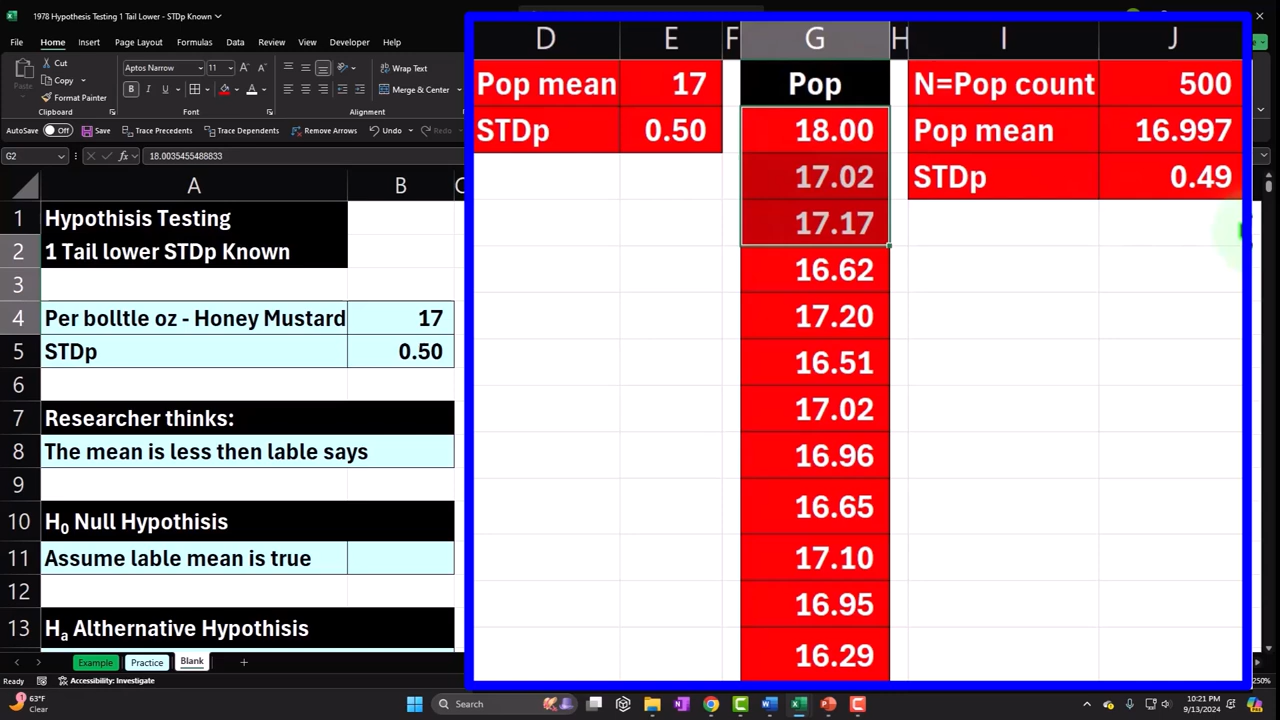 1978 Hypothesis Testing 1 Tail Lower - STDp Known
File Home Insert Page Layout Formulas Data Review View Developer Help
Cut
Copy
Format Painter
Clipboard
Aptos Narrow 11
B I U
Font
Wrap Text
Merge & Center
Alignment
AutoSave Off Save Trace Precedents Trace Dependents Remove Arrows Undo
G2 fx 18.0035455488833
A B
1 Hypothisis Testing
2 1 Tail lower STDp Known
3
4 Per bolltle oz - Honey Mustard 17
5 STDp 0.50
6
7 Researcher thinks:
8 The mean is less then lable says
9
10 H₀ Null Hypothisis
11 Assume lable mean is true
12
13 Hₐ Althernative Hypothisis
D E F G H I J
Pop mean 17 Pop N=Pop count 500
STDp 0.50 18.00 Pop mean 16.997
17.02 STDp 0.49
17.17
16.62
17.20
16.51
17.02
16.96
16.65
17.10
16.95
16.29
Example Practice Blank
Ready Accessibility: Investigate 250%
63°F
Clear
Search
10:21 PM
9/13/2024